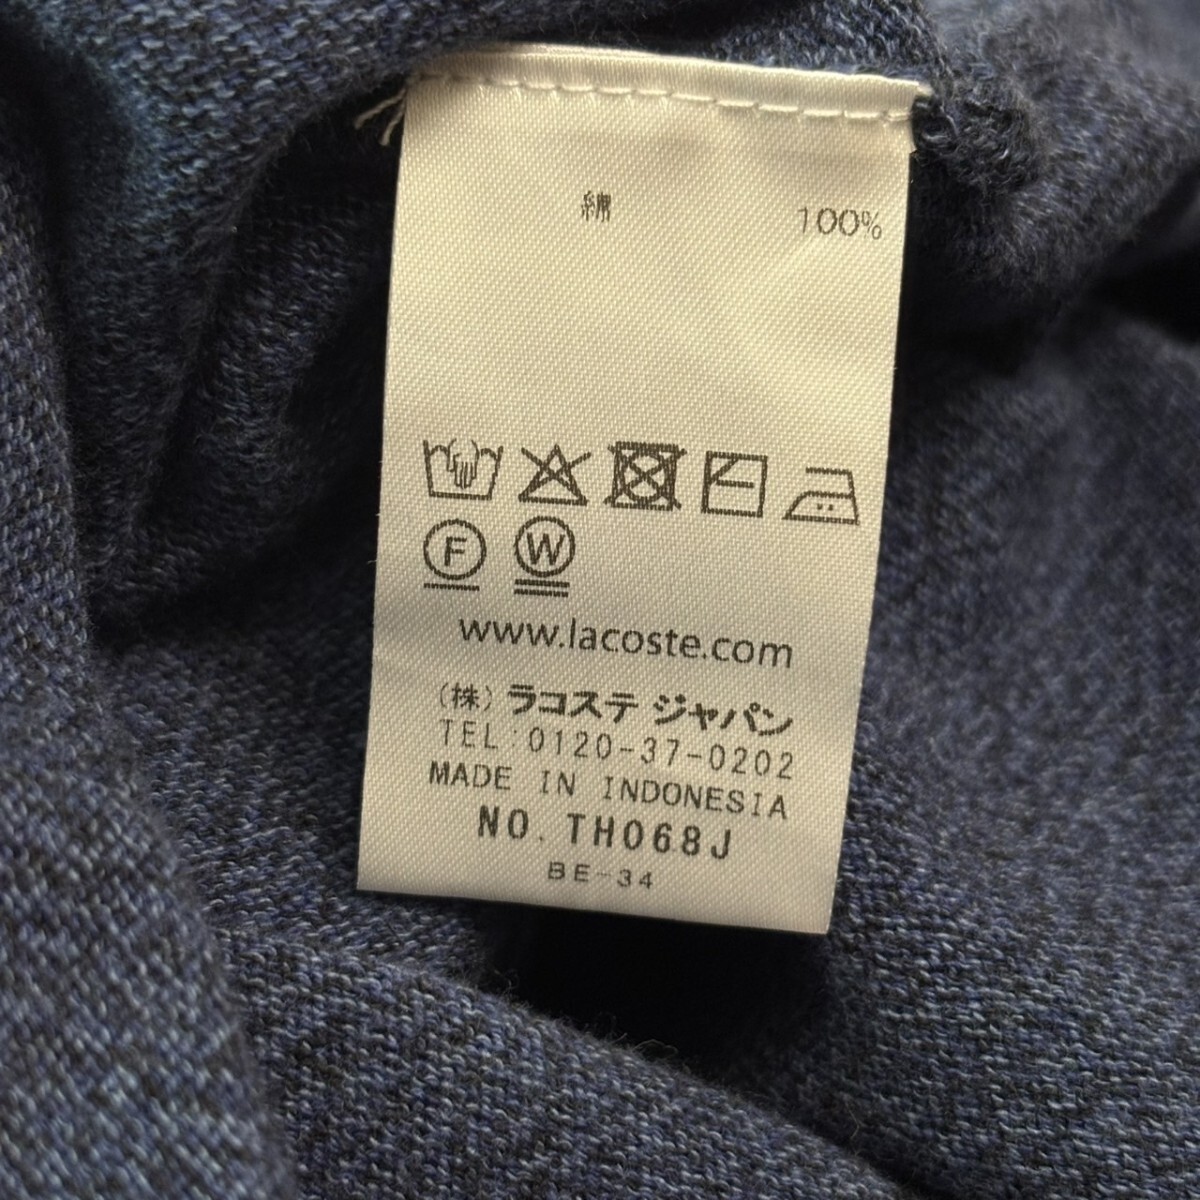 綿 100%
F W
www.lacoste.com
(株) ラコステ ジャパン
TEL:0120-37-0202
MADE IN INDONESIA
NO. TH068J
BE-34